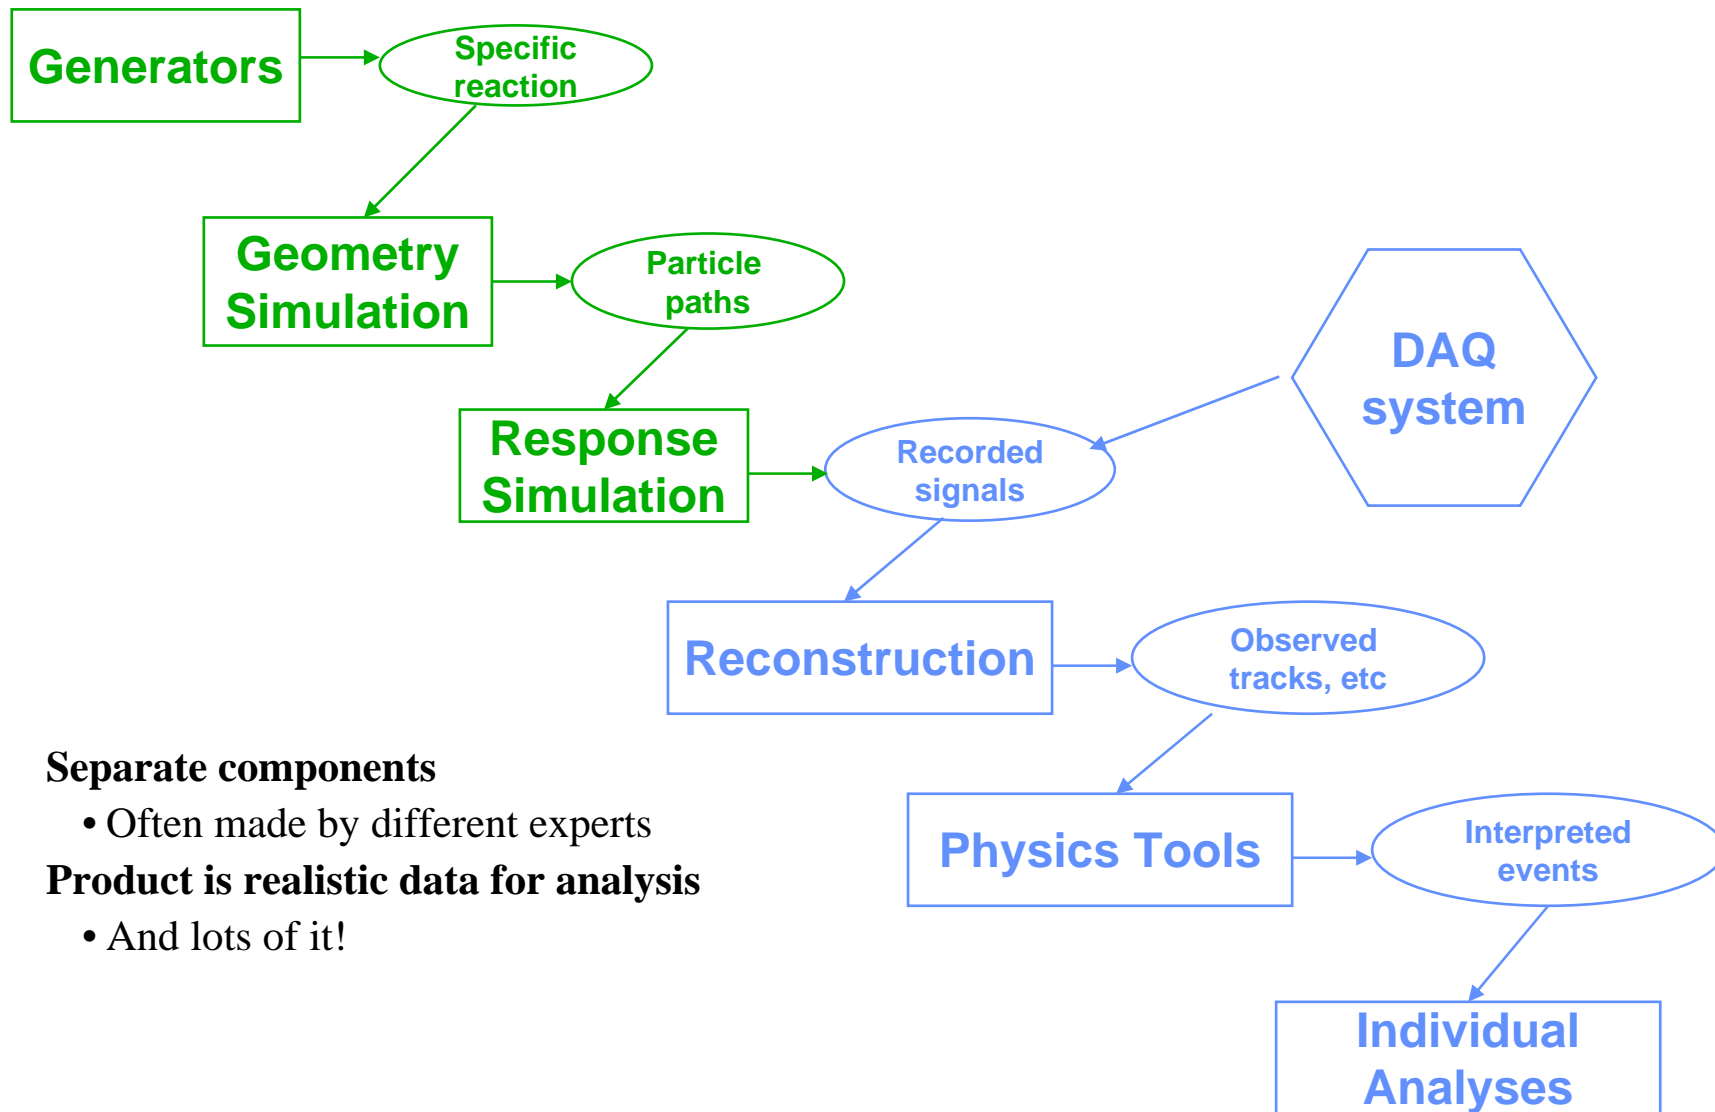 Generators
Specific
reaction
Geometry
Simulation
Particle
paths
DAQ
system
Response
Simulation
Recorded
signals
Reconstruction
Observed
tracks, etc
Separate components
• Often made by different experts
Product is realistic data for analysis
• And lots of it!
Physics Tools
Interpreted
events
Individual
Analyses